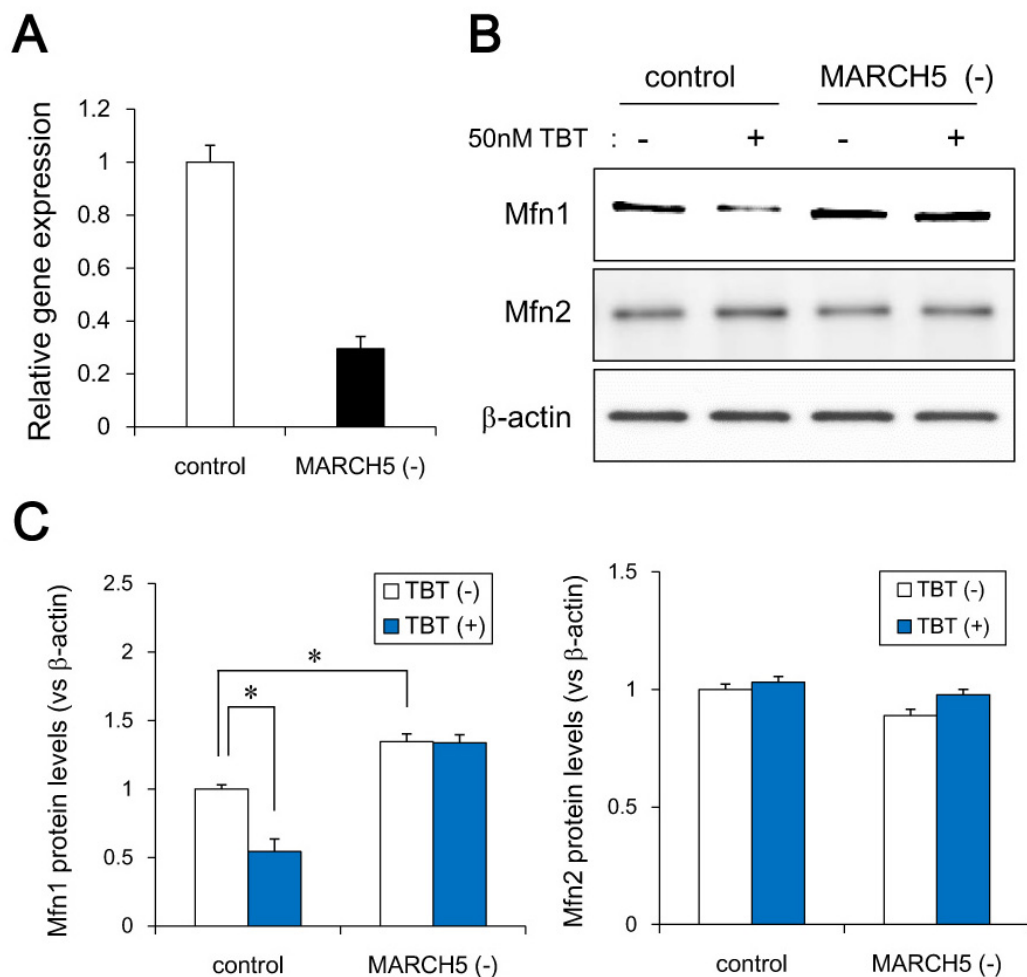 A
Relative gene expression
1.2
1
0.8
0.6
0.4
0.2
0
control
MARCH5 (-)
B
control
MARCH5 (-)
50nM TBT : - + - +
Mfn1
Mfn2
β-actin
C
Mfn1 protein levels (vs β-actin)
2.5
2
1.5
1
0.5
0
TBT (-)
TBT (+)
*
*
control
MARCH5 (-)
Mfn2 protein levels (vs β-actin)
1.5
1
0.5
0
TBT (-)
TBT (+)
control
MARCH5 (-)